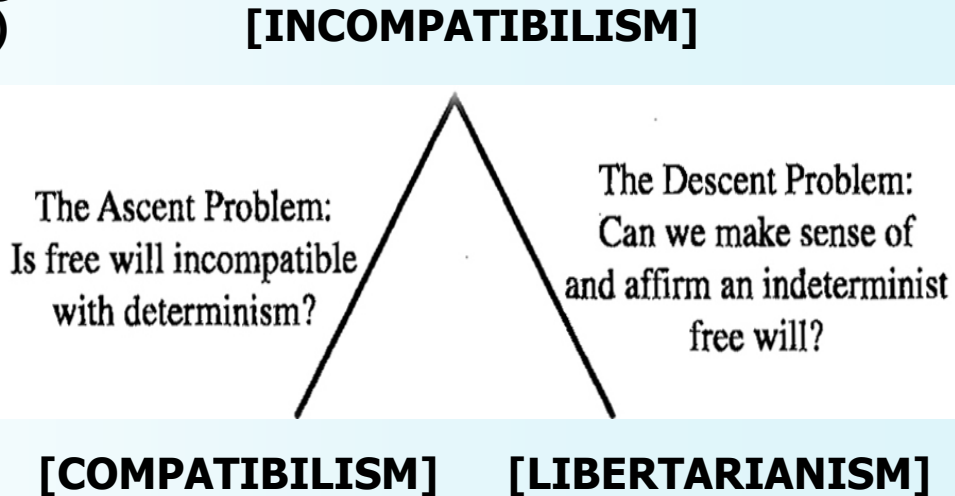 )
[INCOMPATIBILISM]
The Ascent Problem:
Is free will incompatible
with determinism?
The Descent Problem:
Can we make sense of
and affirm an indeterminist
free will?
[COMPATIBILISM] [LIBERTARIANISM]